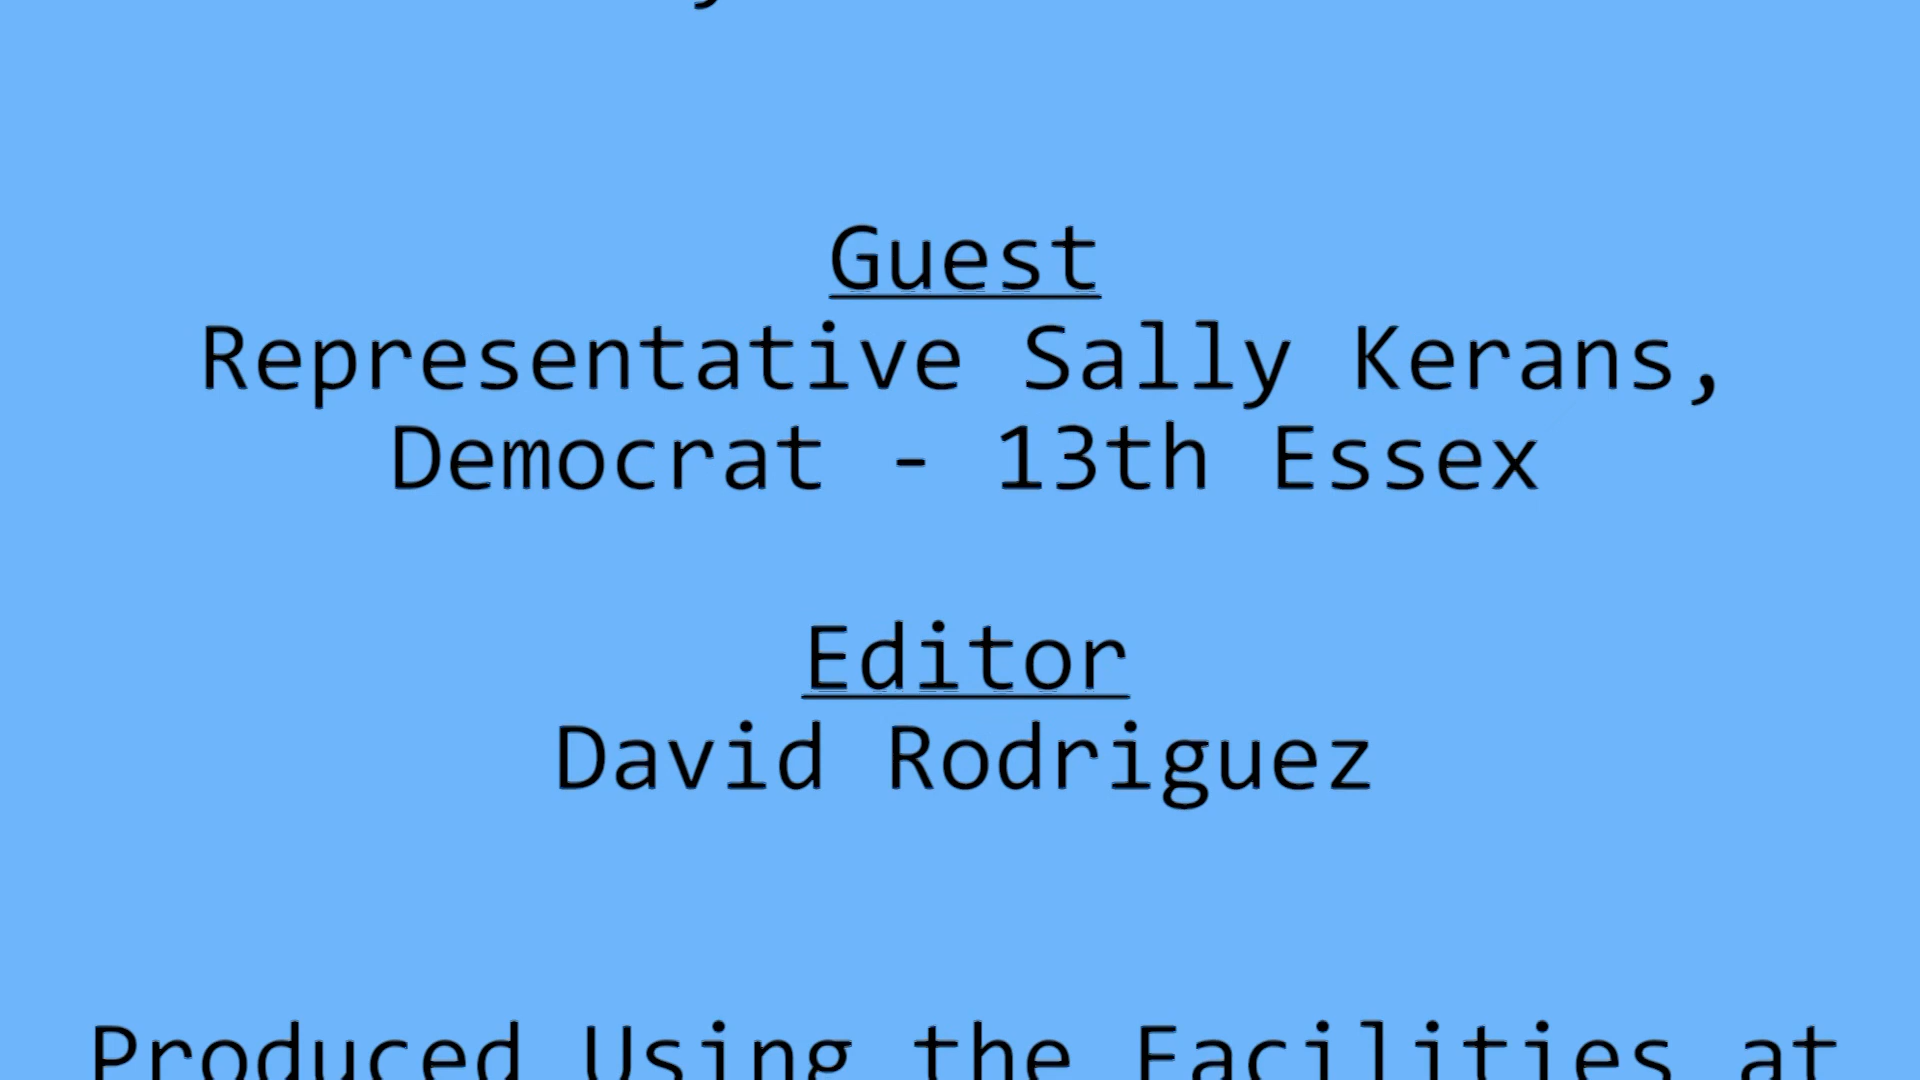 Guest
Representative Sally Kerans,
Democrat - 13th Essex
Editor
David Rodriguez
Produced Using the Facilities at